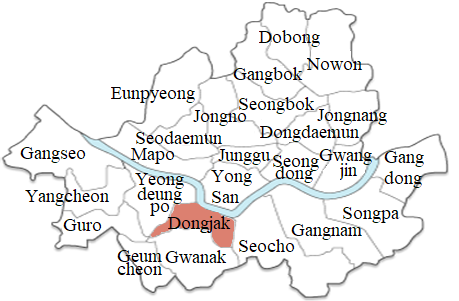 Dobong
Nowon
Gangbok
Eunpyeong
Seongbok
Jongno
Jongnang
Dongdaemun
Seodaemun
Gangseo
Mapo
Junggu
Seong
dong
Gwang
jin
Gang
dong
Yangcheon
Yeong
deung
po
Yong
San
Songpa
Guro
Dongjak
Gangnam
Seocho
Geum
cheon
Gwanak